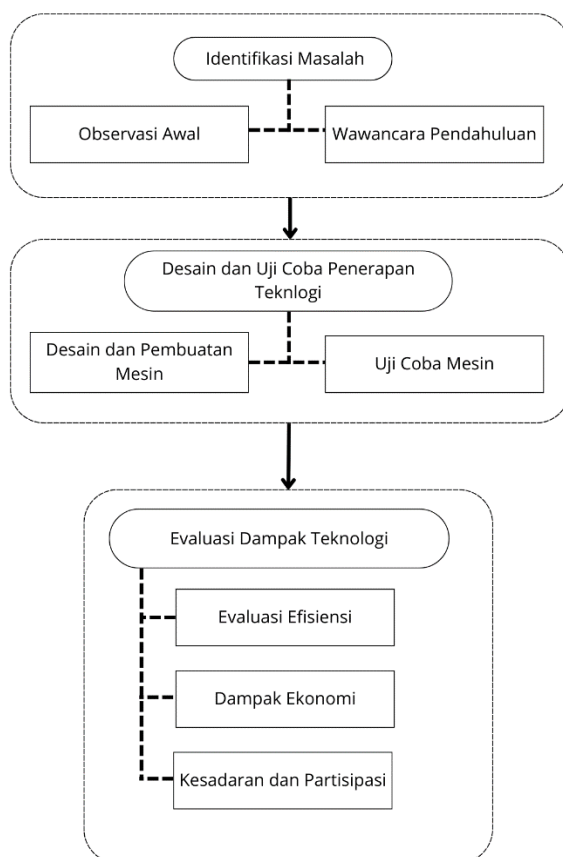 Identifikasi Masalah
Observasi Awal
Wawancara Pendahuluan
Desain dan Uji Coba Penerapan
Teknlogi
Desain dan Pembuatan
Mesin
Uji Coba Mesin
Evaluasi Dampak Teknologi
Evaluasi Efisiensi
Dampak Ekonomi
Kesadaran dan Partisipasi